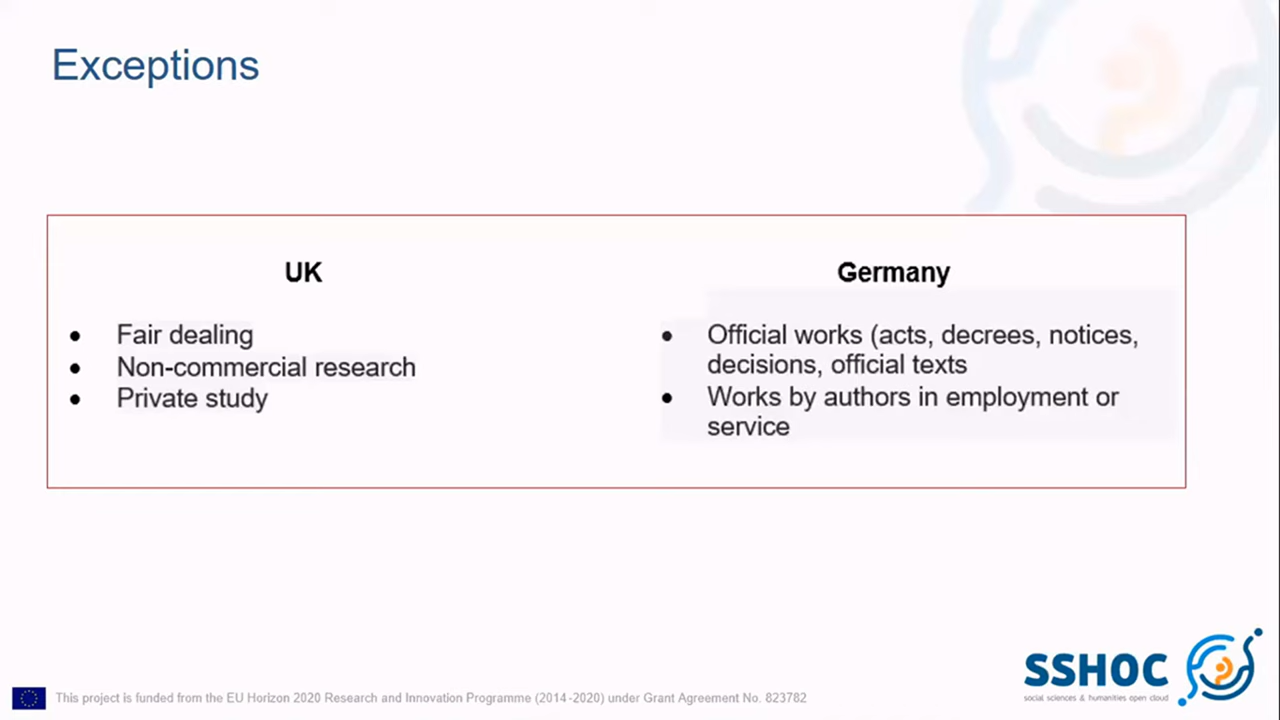 Exceptions
UK
• Fair dealing
• Non-commercial research
• Private study
Germany
• Official works (acts, decrees, notices,
decisions, official texts
• Works by authors in employment or
service
SSHOC
social sciences & humanities open cloud
This project is funded from the EU Horizon 2020 Research and Innovation Programme (2014-2020) under Grant Agreement No. 823782